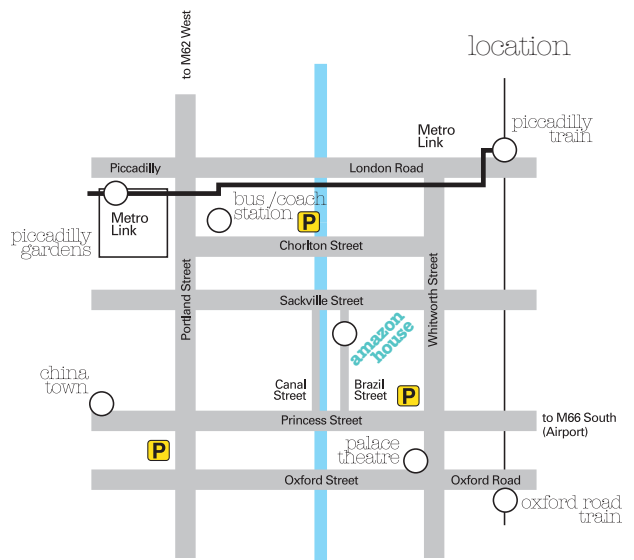 to M62 West
location
Metro
Link
piccadilly
train
Piccadilly
London Road
Metro
Link
bus/coach
station
P
piccadilly
gardens
Chorlton Street
Portland Street
Whitworth Street
Sackville Street
amazon
house
china
town
Canal
Street
Brazil
Street
P
Princess Street
to M66 South
(Airport)
P
palace
theatre
Oxford Street
Oxford Road
oxford road
train